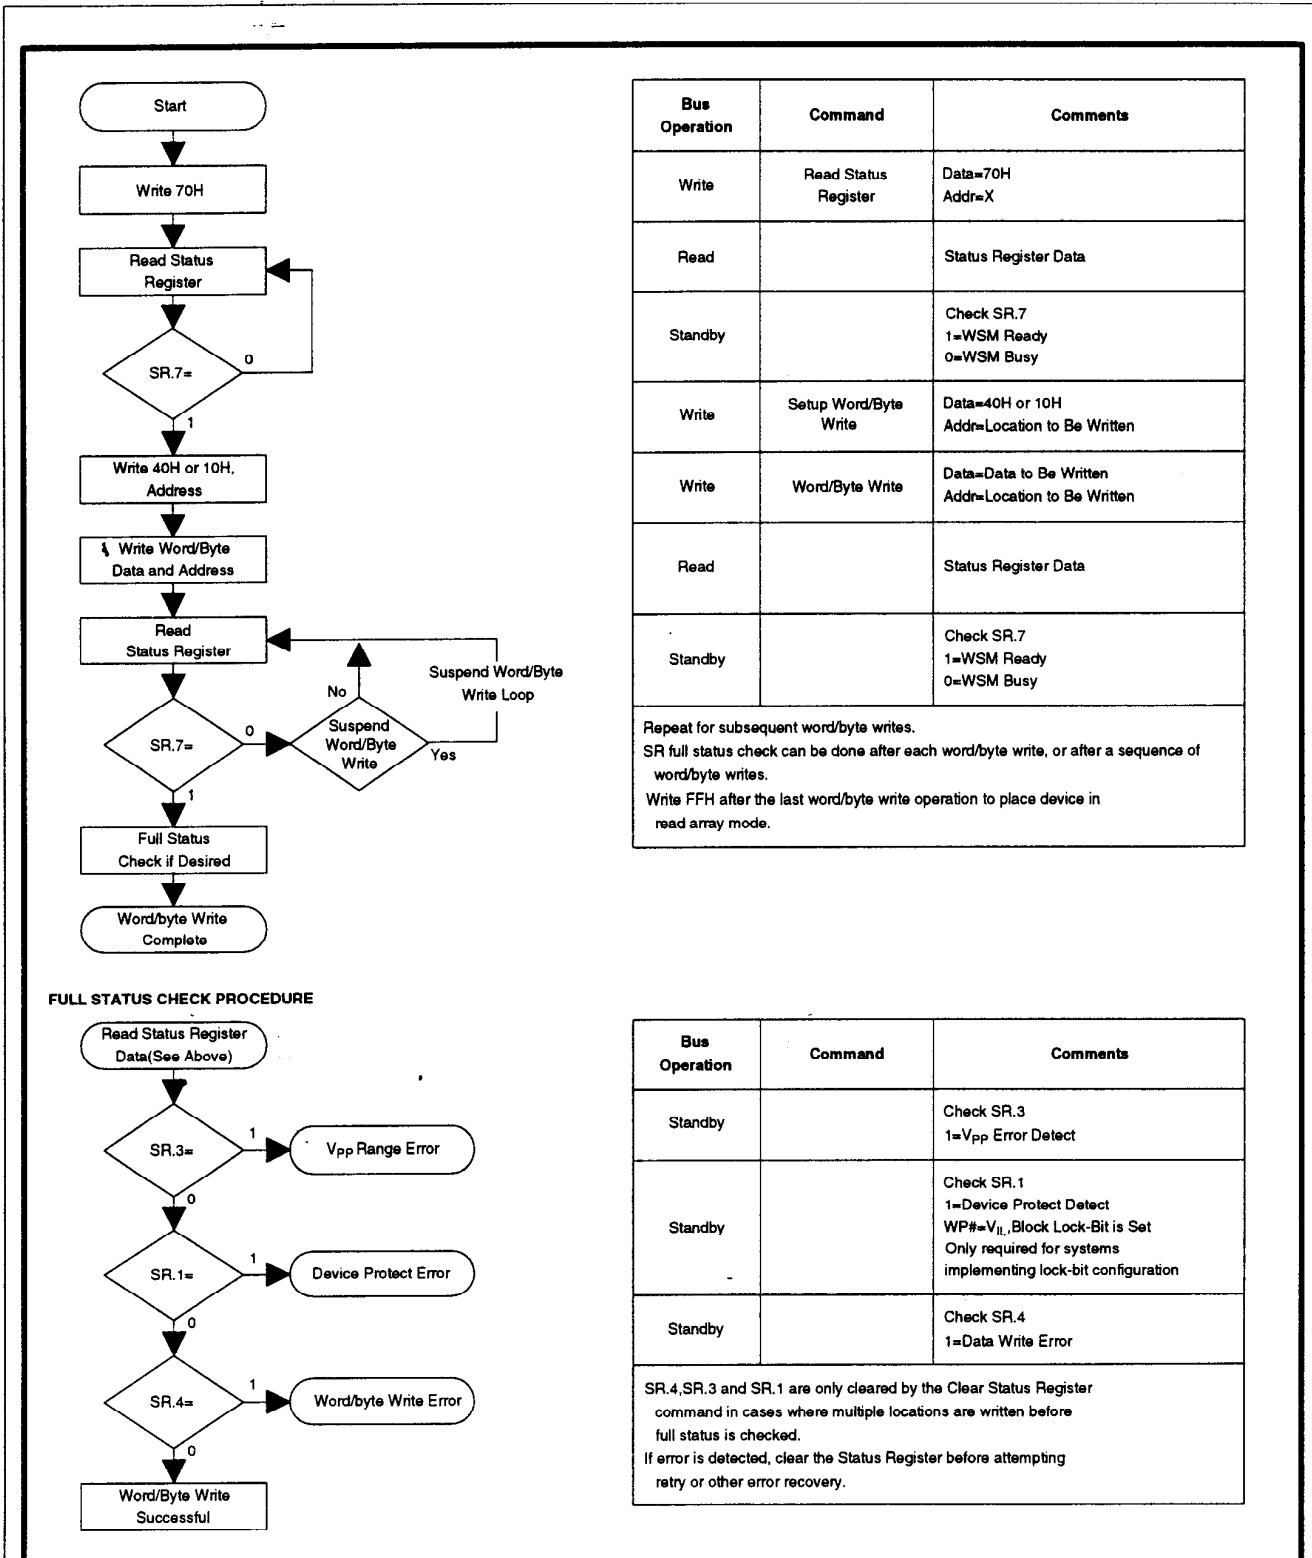 Start
Write 70H
Read Status
Register
SR.7=
0
1
Write 40H or 10H,
Address
Write Word/Byte
Data and Address
Read
Status Register
SR.7=
0
1
No
Suspend
Word/Byte
Write
Yes
Suspend Word/Byte
Write Loop
Full Status
Check if Desired
Word/byte Write
Complete
Bus
Operation
Command
Comments
Write
Read Status
Register
Data=70H
Addr=X
Read
Status Register Data
Standby
Check SR.7
1=WSM Ready
0=WSM Busy
Write
Setup Word/Byte
Write
Data=40H or 10H
Addr=Location to Be Written
Write
Word/Byte Write
Data=Data to Be Written
Addr=Location to Be Written
Read
Status Register Data
Standby
Check SR.7
1=WSM Ready
0=WSM Busy
Repeat for subsequent word/byte writes.
SR full status check can be done after each word/byte write, or after a sequence of
word/byte writes.
Write FFH after the last word/byte write operation to place device in
read array mode.
FULL STATUS CHECK PROCEDURE
Read Status Register
Data(See Above)
SR.3=
1
VPP Range Error
0
SR.1=
1
Device Protect Error
0
SR.4=
1
Word/byte Write Error
0
Word/Byte Write
Successful
Bus
Operation
Command
Comments
Standby
Check SR.3
1=VPP Error Detect
Standby
Check SR.1
1=Device Protect Detect
WP#=VIL,Block Lock-Bit is Set
Only required for systems
implementing lock-bit configuration
Standby
Check SR.4
1=Data Write Error
SR.4,SR.3 and SR.1 are only cleared by the Clear Status Register
command in cases where multiple locations are written before
full status is checked.
If error is detected, clear the Status Register before attempting
retry or other error recovery.